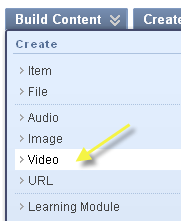 Build Content Create
Create
Item
File
Audio
Image
Video
URL
Learning Module